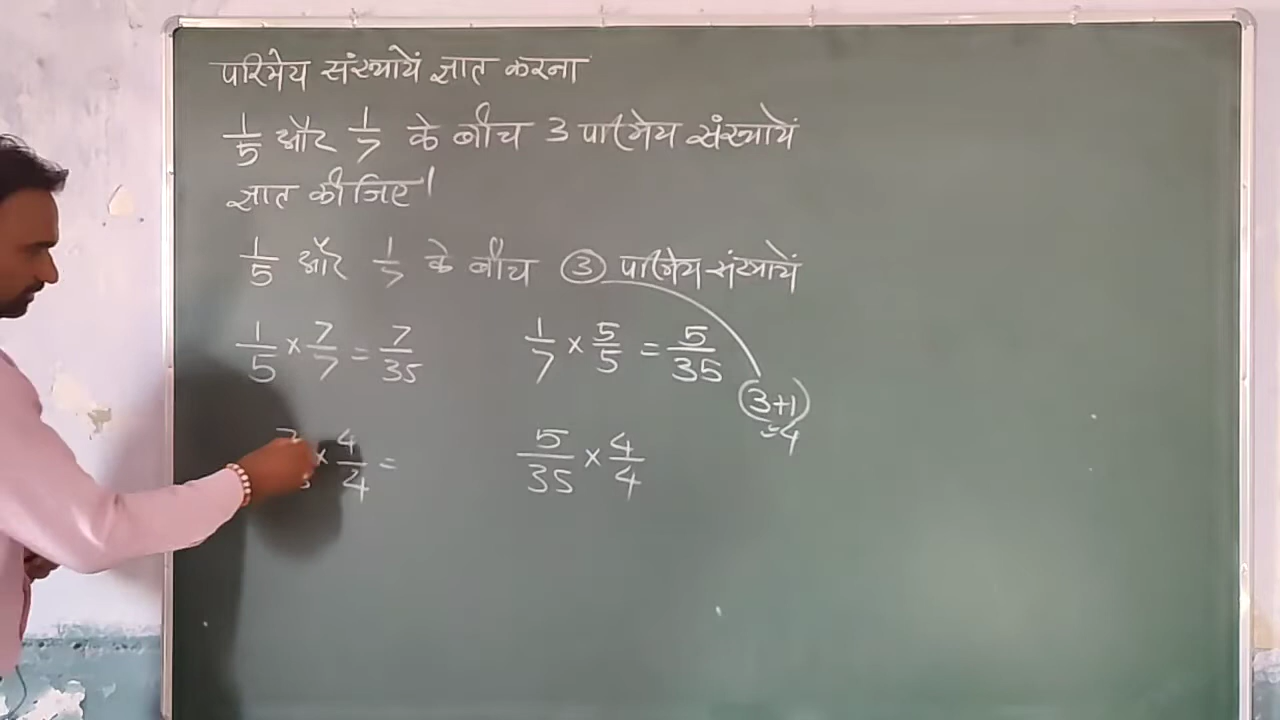 परिमेय संख्यायें ज्ञात करना
1/5 और 1/7 के बीच 3 परिमेय संख्यायें
ज्ञात कीजिए।
1/5 और 1/7 के बीच 3 परिमेय संख्यायें
1/5 × 7/7 = 7/35 1/7 × 5/5 = 5/35
(3+1)
=4
× 4/4 = 5/35 × 4/4